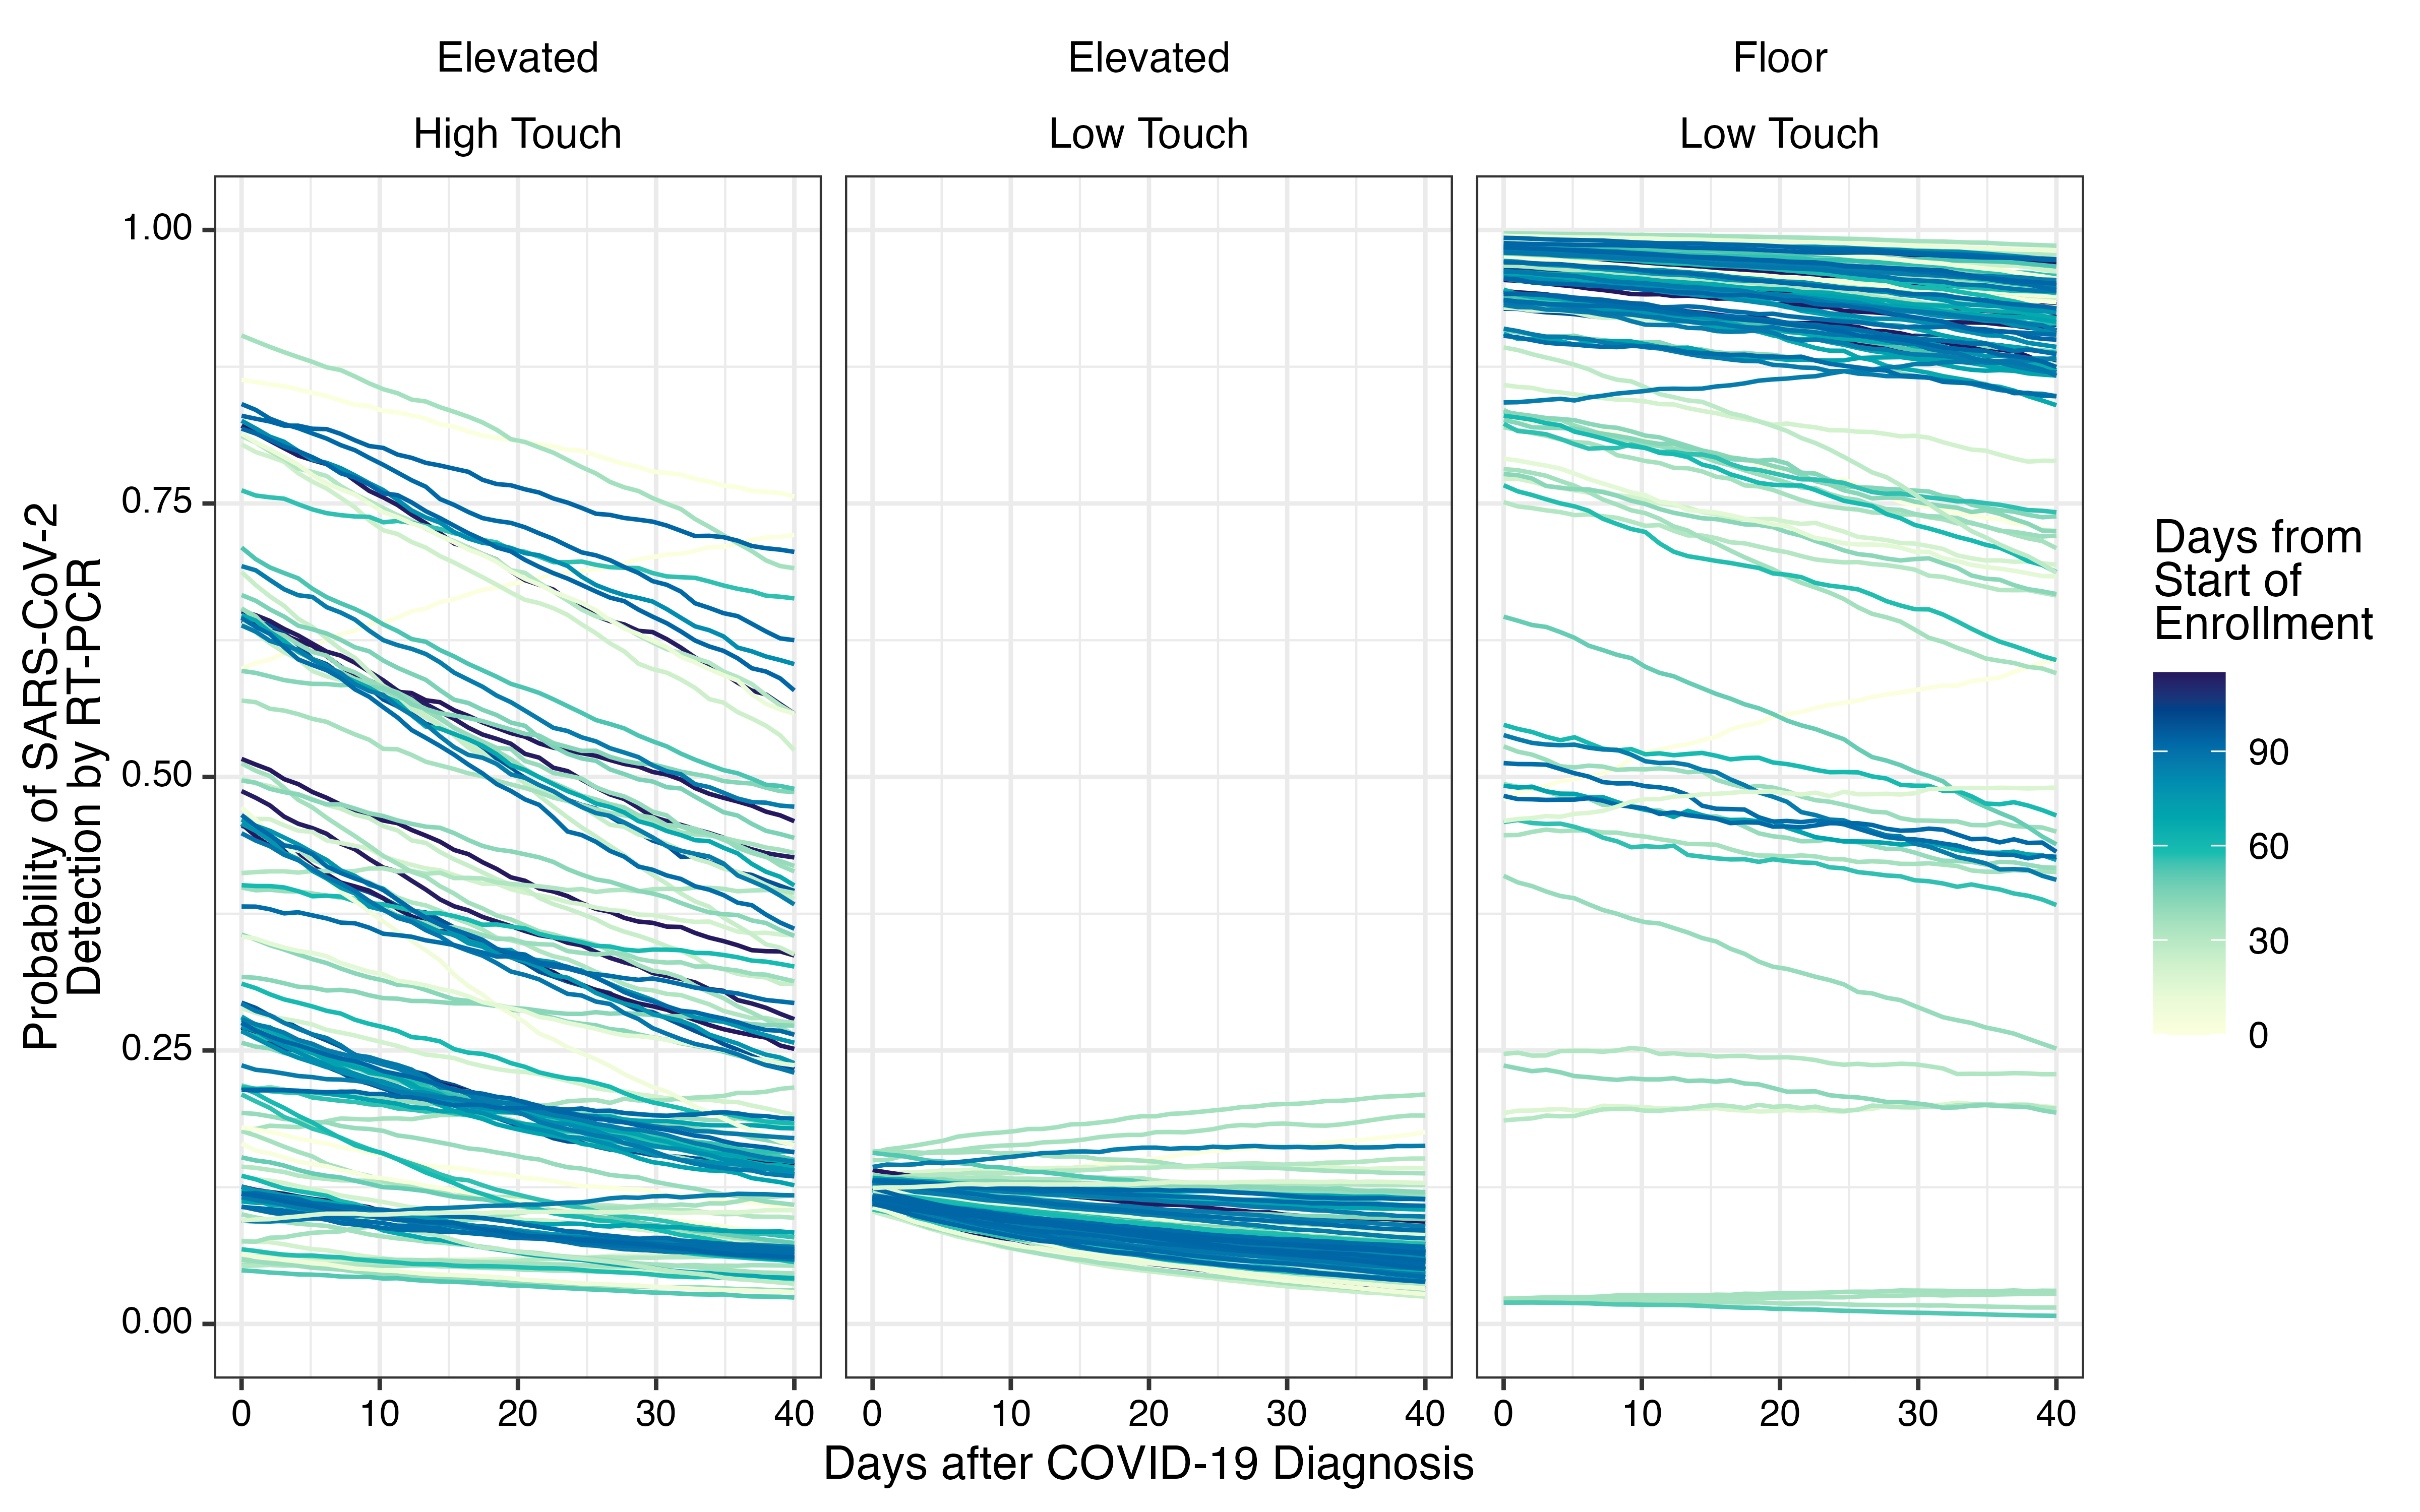 Elevated
Elevated
Floor
High Touch
Low Touch
Low Touch
Probability of SARS-CoV-2
Detection by RT-PCR
1.00
0.75
0.50
0.25
0.00
0 10 20 30 40
0 10 20 30 40
0 10 20 30 40
Days after COVID-19 Diagnosis
Days from
Start of
Enrollment
90
60
30
0